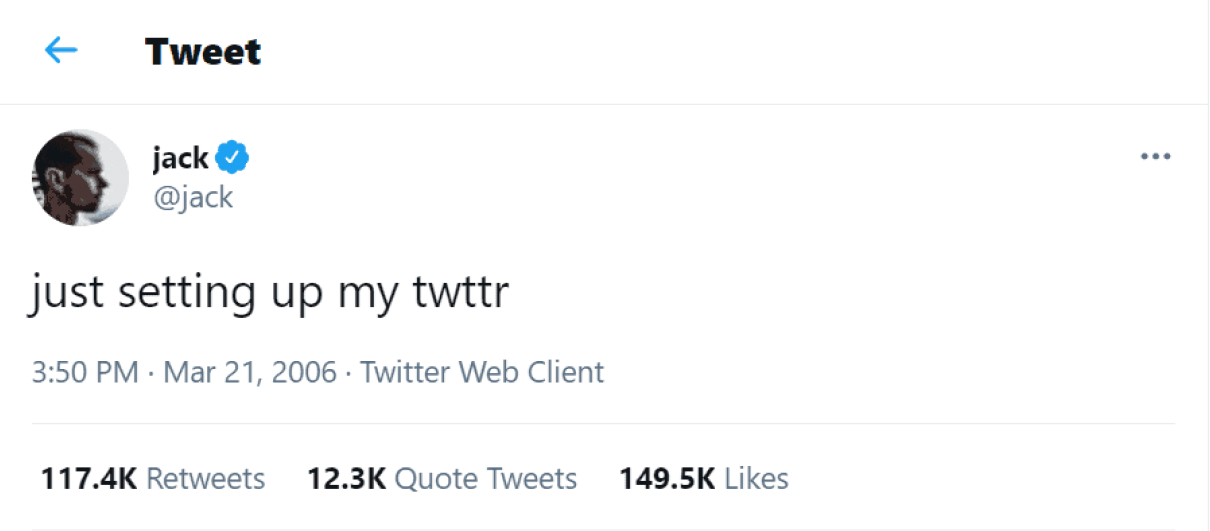 Tweet
jack
@jack
just setting up my twttr
3:50 PM · Mar 21, 2006 · Twitter Web Client
117.4K Retweets 12.3K Quote Tweets 149.5K Likes